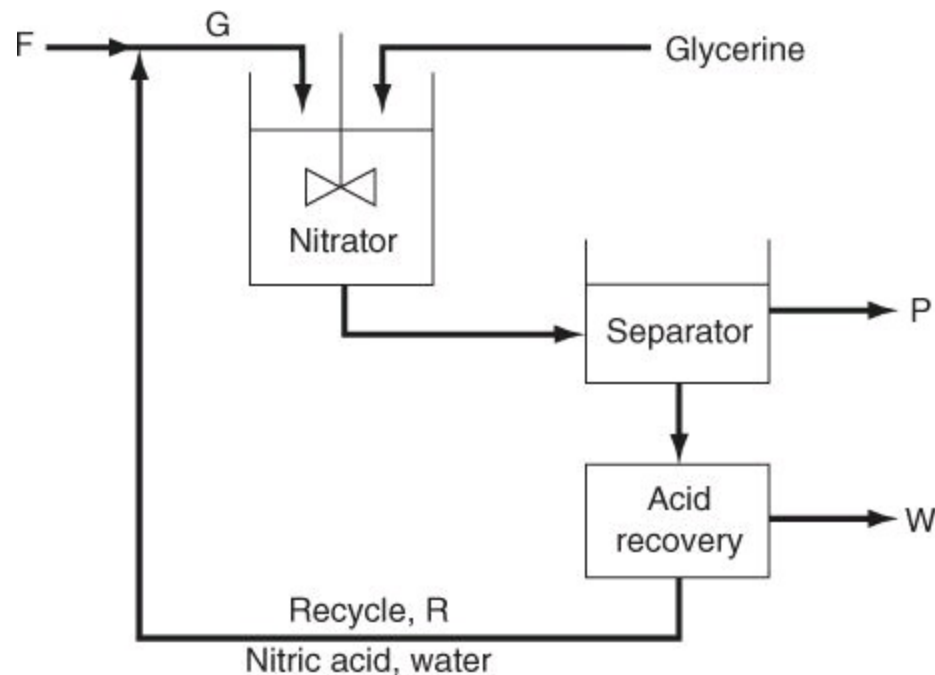 F
G
Glycerine
Nitrator
Separator
P
Acid
recovery
W
Recycle, R
Nitric acid, water